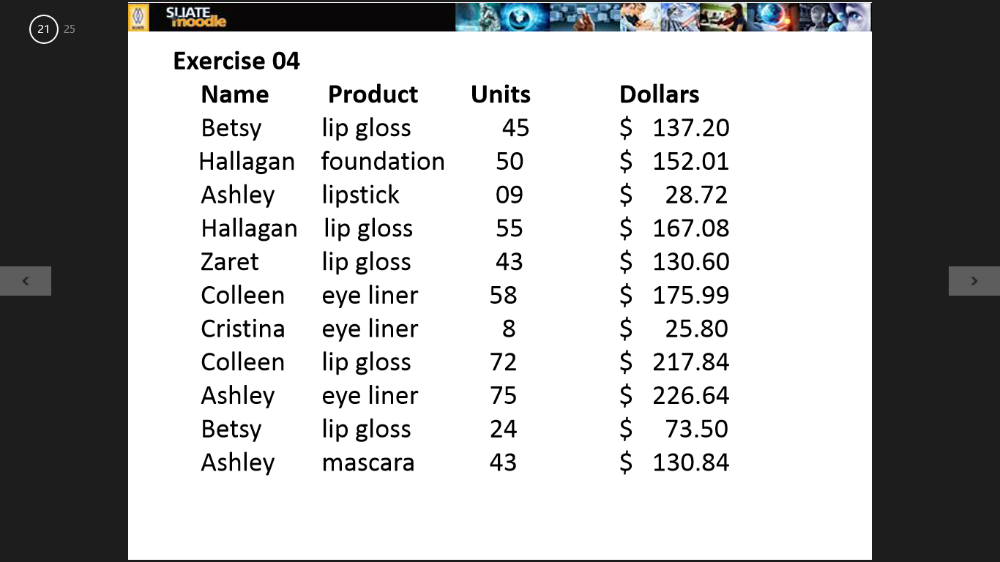 21 25
SLIATE
moodle
Exercise 04
Name Product Units Dollars
Betsy lip gloss 45 $ 137.20
Hallagan foundation 50 $ 152.01
Ashley lipstick 09 $ 28.72
Hallagan lip gloss 55 $ 167.08
Zaret lip gloss 43 $ 130.60
Colleen eye liner 58 $ 175.99
Cristina eye liner 8 $ 25.80
Colleen lip gloss 72 $ 217.84
Ashley eye liner 75 $ 226.64
Betsy lip gloss 24 $ 73.50
Ashley mascara 43 $ 130.84